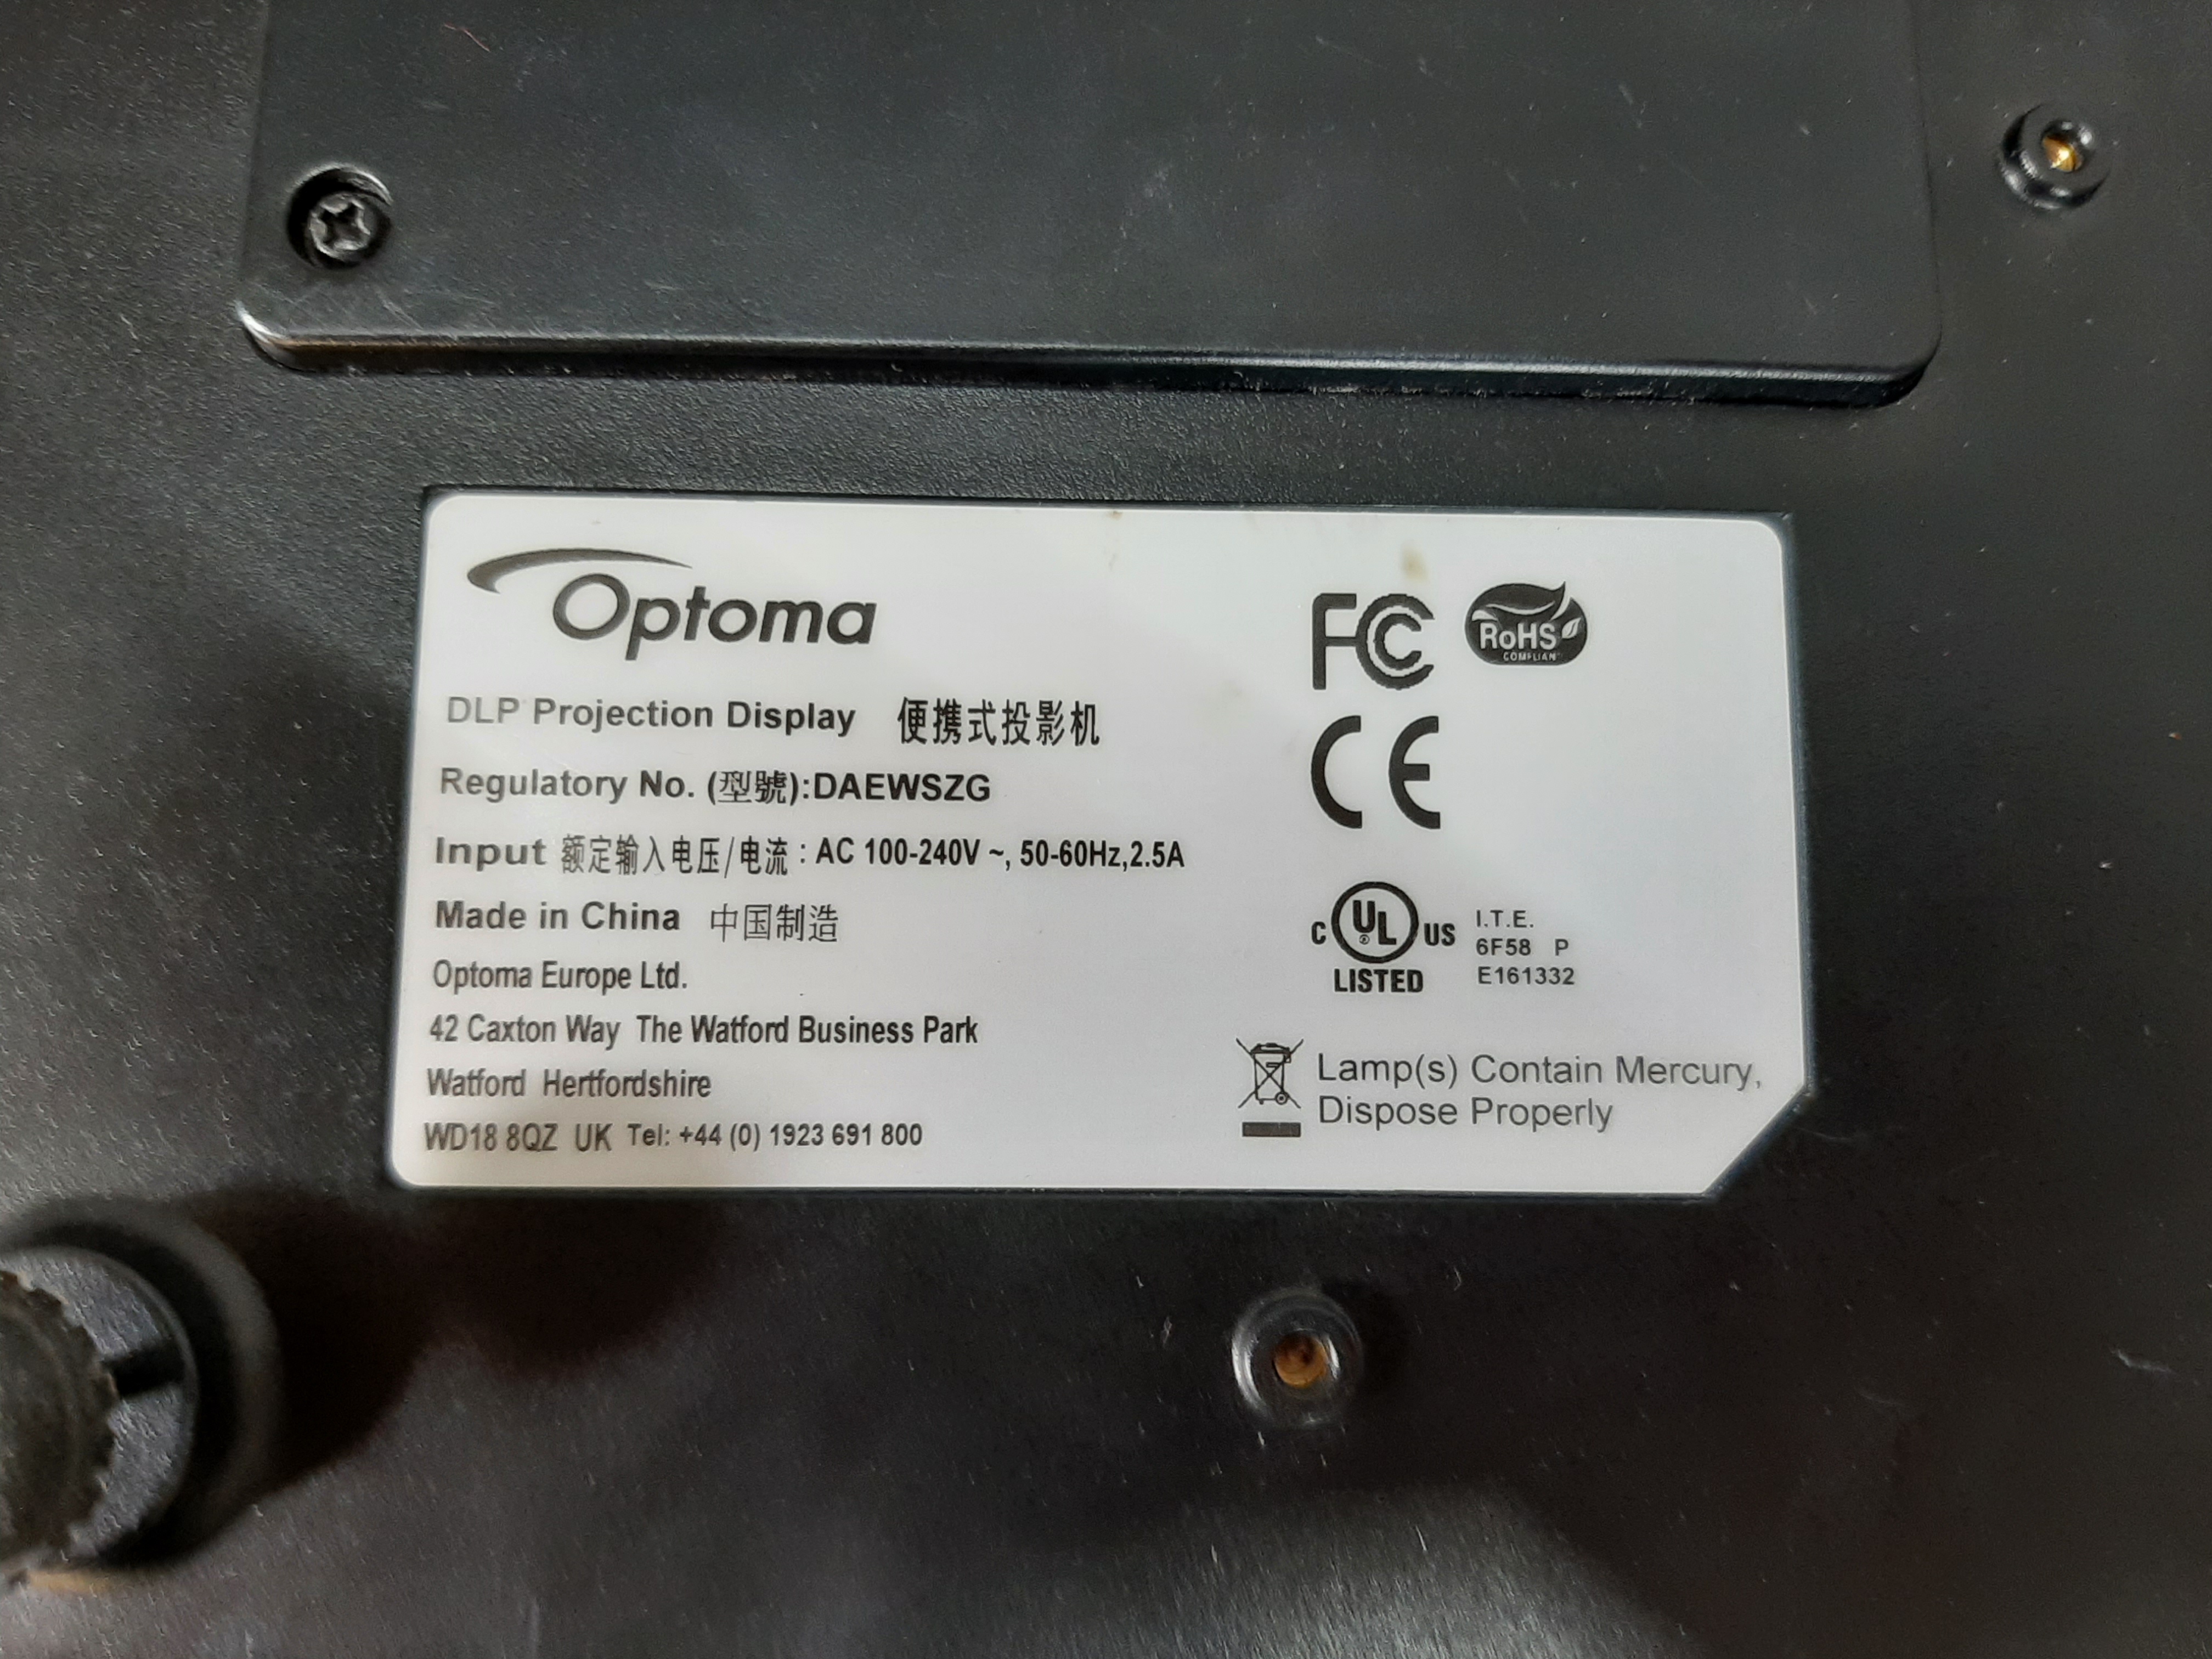 Optoma
DLP Projection Display 便携式投影机
Regulatory No. (型號):DAEWSZG
Input 额定输入电压/电流 : AC 100-240V ~, 50-60Hz,2.5A
Made in China 中国制造
Optoma Europe Ltd.
42 Caxton Way The Watford Business Park
Watford Hertfordshire
WD18 8QZ UK Tel: +44 (0) 1923 691 800
FC
RoHS
COMPLIANT
CE
C UL US
®
LISTED
I.T.E.
6F58 P
E161332
Lamp(s) Contain Mercury,
Dispose Properly